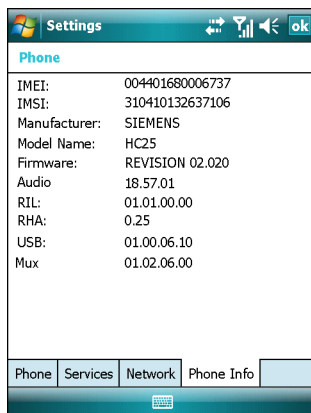 Settings ok
Phone
IMEI: 004401680006737
IMSI: 310410132637106
Manufacturer: SIEMENS
Model Name: HC25
Firmware: REVISION 02.020
Audio 18.57.01
RIL: 01.01.00.00
RHA: 0.25
USB: 01.00.06.10
Mux 01.02.06.00
Phone Services Network Phone Info